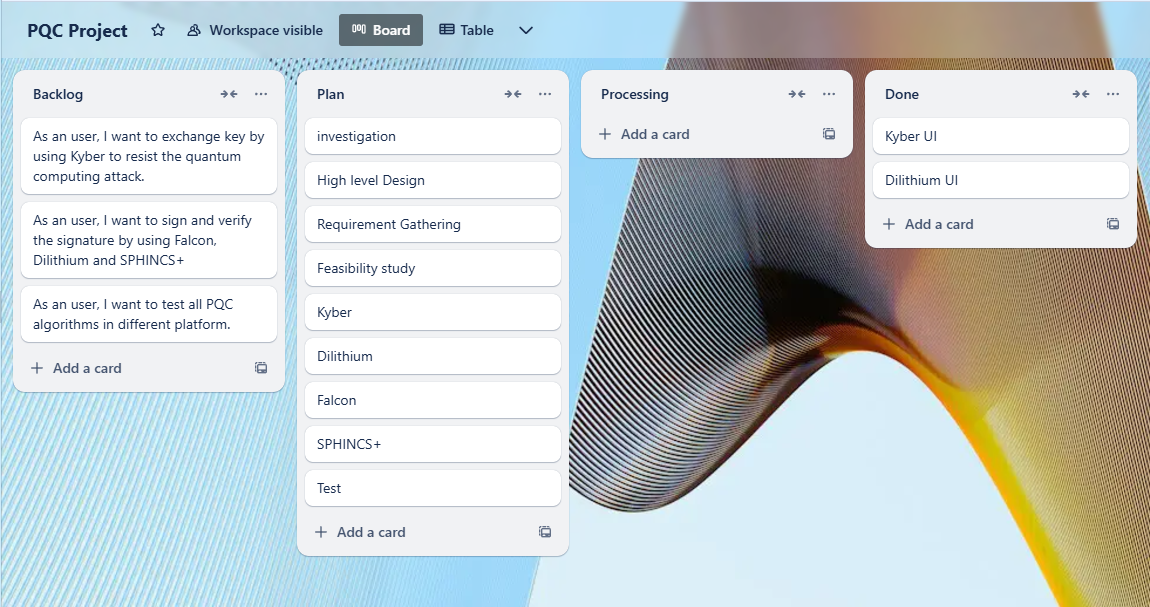 PQC Project
Workspace visible
Board
Table
Backlog
As an user, I want to exchange key by
using Kyber to resist the quantum
computing attack.
As an user, I want to sign and verify
the signature by using Falcon,
Dilithium and SPHINCS+
As an user, I want to test all PQC
algorithms in different platform.
Add a card
Plan
investigation
High level Design
Requirement Gathering
Feasibility study
Kyber
Dilithium
Falcon
SPHINCS+
Test
Add a card
Processing
Add a card
Done
Kyber UI
Dilithium UI
Add a card